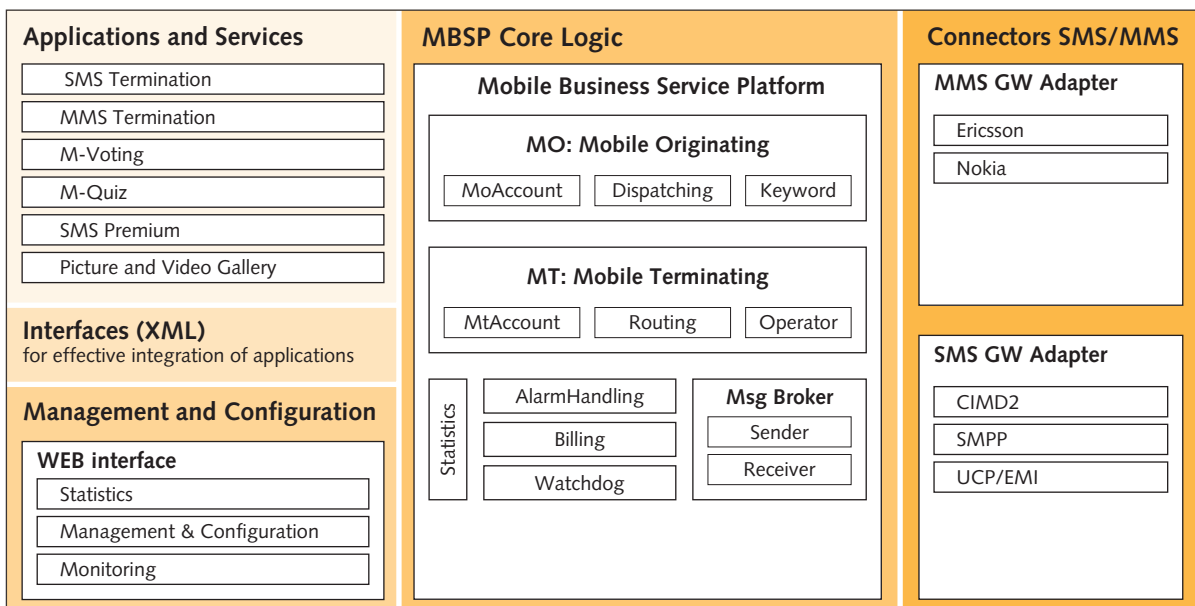 Applications and Services
SMS Termination
MMS Termination
M-Voting
M-Quiz
SMS Premium
Picture and Video Gallery
Interfaces (XML)
for effective integration of applications
Management and Configuration
WEB interface
Statistics
Management & Configuration
Monitoring
MBSP Core Logic
Mobile Business Service Platform
MO: Mobile Originating
MoAccount
Dispatching
Keyword
MT: Mobile Terminating
MtAccount
Routing
Operator
Statistics
AlarmHandling
Billing
Watchdog
Msg Broker
Sender
Receiver
Connectors SMS/MMS
MMS GW Adapter
Ericsson
Nokia
SMS GW Adapter
CIMD2
SMPP
UCP/EMI